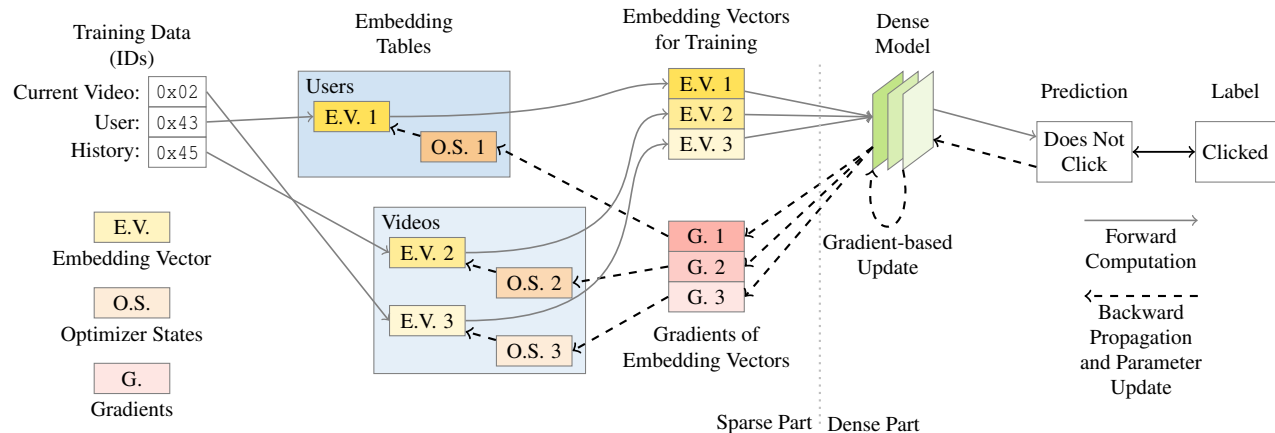 Training Data
(IDs)
Current Video: 0x02
User: 0x43
History: 0x45
Embedding
Tables
Users
E.V. 1
O.S. 1
Videos
E.V. 2
O.S. 2
E.V. 3
O.S. 3
Embedding Vectors
for Training
E.V. 1
E.V. 2
E.V. 3
G. 1
G. 2
G. 3
Gradients of
Embedding Vectors
Dense
Model
Gradient-based
Update
Prediction
Does Not
Click
Label
Clicked
E.V.
Embedding Vector
O.S.
Optimizer States
G.
Gradients
Forward
Computation
Backward
Propagation
and Parameter
Update
Sparse Part
Dense Part